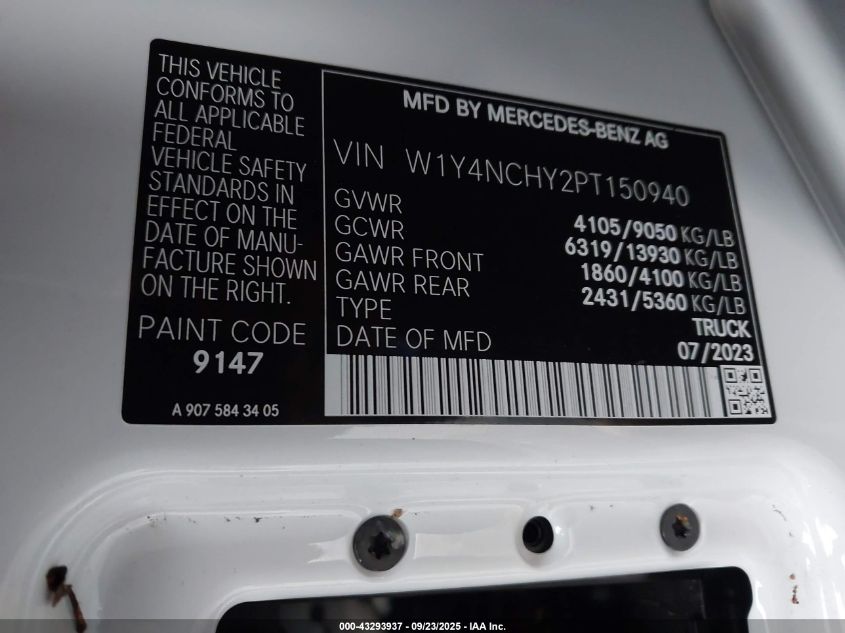 THIS VEHICLE
CONFORMS TO
ALL APPLICABLE
FEDERAL
VEHICLE SAFETY
STANDARDS IN
EFFECT ON THE
DATE OF MANU-
FACTURE SHOWN
ON THE RIGHT.
PAINT CODE
9147
A 907 584 34 05
MFD BY MERCEDES-BENZ AG
VIN W1Y4NCHY2PT150940
GVWR 4105/9050 KG/LB
GCWR 6319/13930 KG/LB
GAWR FRONT 1860/4100 KG/LB
GAWR REAR 2431/5360 KG/LB
TYPE TRUCK
DATE OF MFD 07/2023
000-43293937 - 09/23/2025 - IAA Inc.